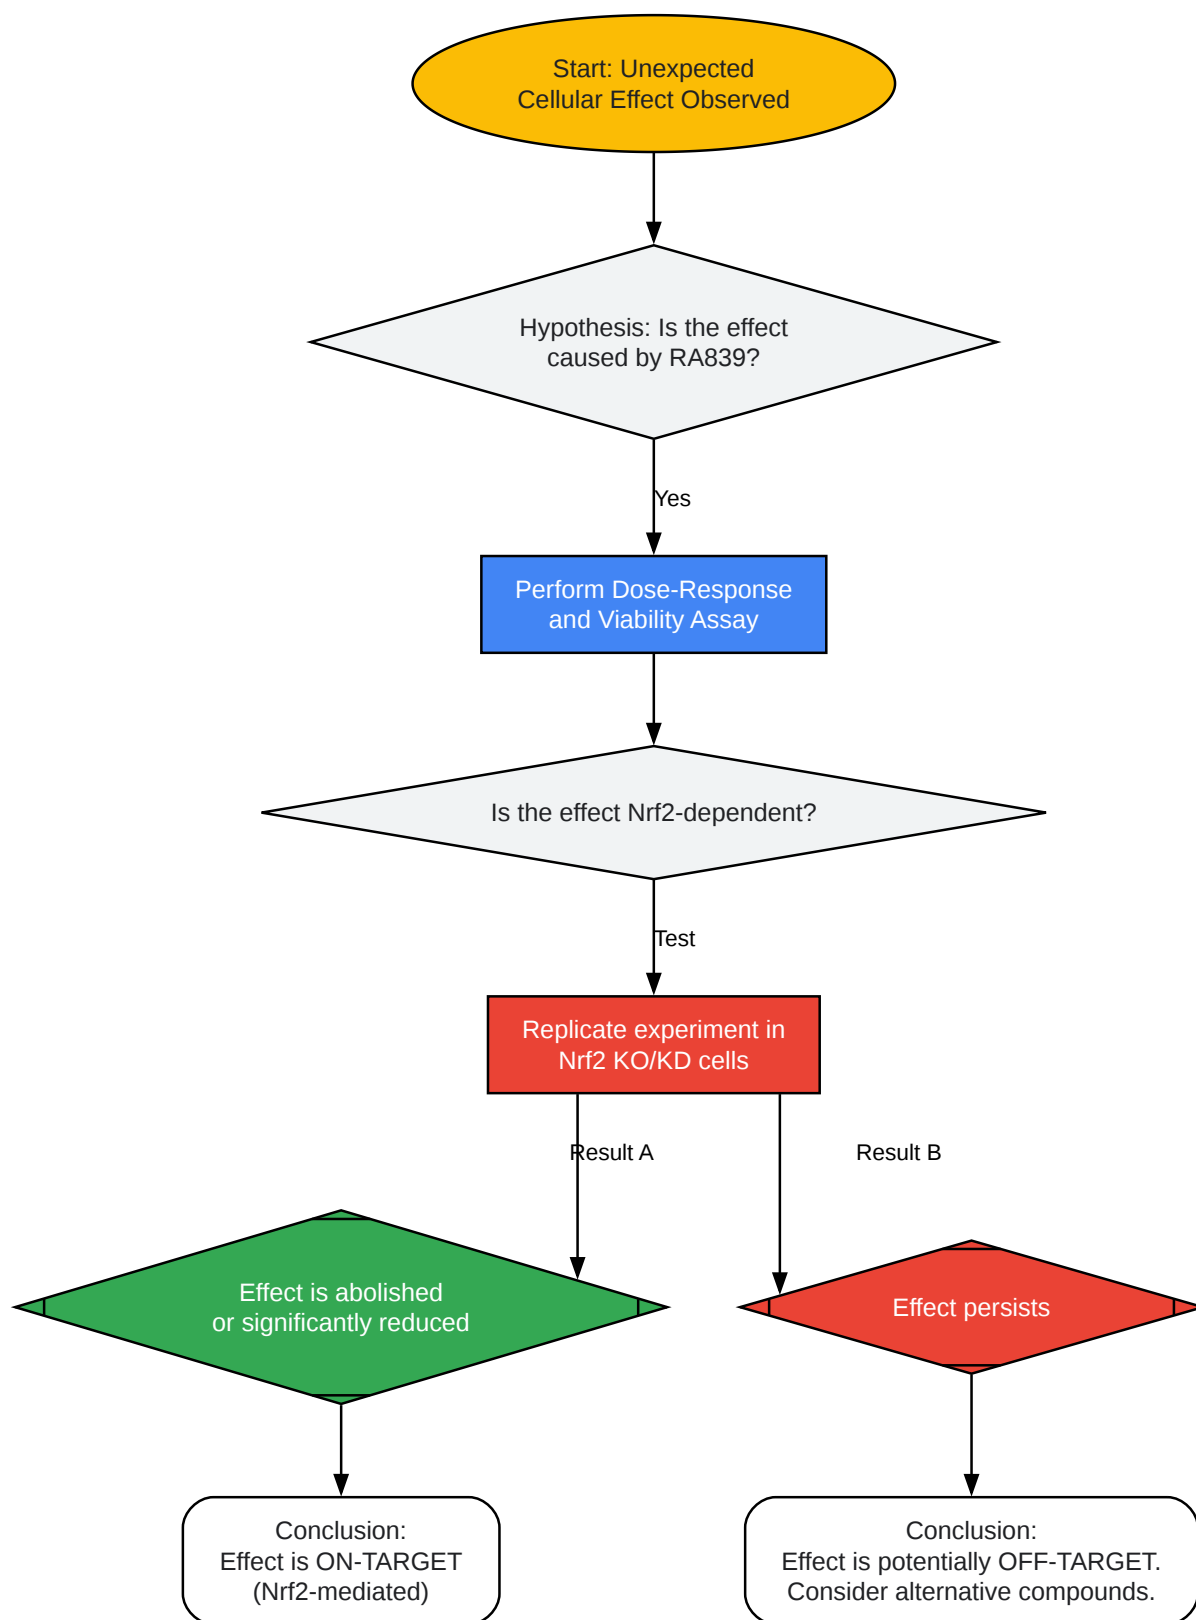 Start: Unexpected
Cellular Effect Observed
Hypothesis: Is the effect
caused by RA839?
Yes
Perform Dose-Response
and Viability Assay
Is the effect Nrf2-dependent?
Test
Replicate experiment in
Nrf2 KO/KD cells
Result A
Result B
Effect is abolished
or significantly reduced
Effect persists
Conclusion:
Effect is ON-TARGET
(Nrf2-mediated)
Conclusion:
Effect is potentially OFF-TARGET.
Consider alternative compounds.